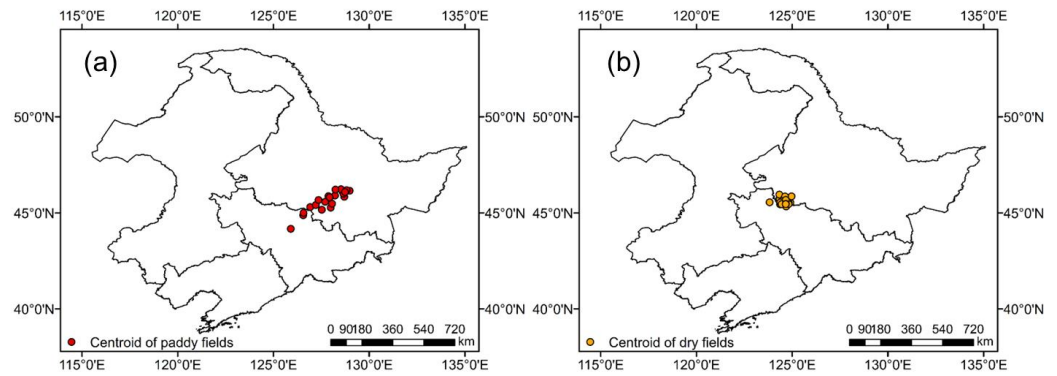 115°0'E 120°0'E 125°0'E 130°0'E 135°0'E 115°0'E 120°0'E 125°0'E 130°0'E 135°0'E
(a) (b)
50°0'N 50°0'N 50°0'N 50°0'N
45°0'N 45°0'N 45°0'N 45°0'N
40°0'N 40°0'N 40°0'N 40°0'N
0 90180 360 540 720 0 90180 360 540 720
Centroid of paddy fields km Centroid of dry fields km
115°0'E 120°0'E 125°0'E 130°0'E 135°0'E 115°0'E 120°0'E 125°0'E 130°0'E 135°0'E